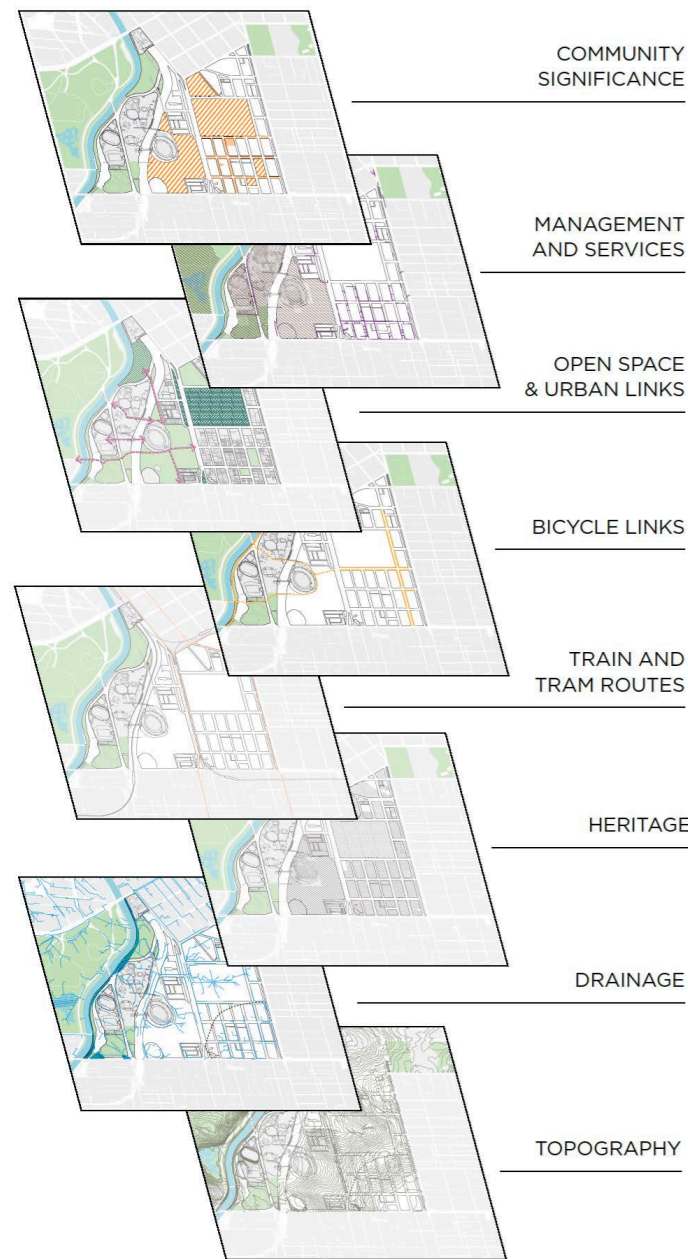 COMMUNITY
SIGNIFICANCE
MANAGEMENT
AND SERVICES
OPEN SPACE
& URBAN LINKS
BICYCLE LINKS
TRAIN AND
TRAM ROUTES
HERITAGE
DRAINAGE
TOPOGRAPHY